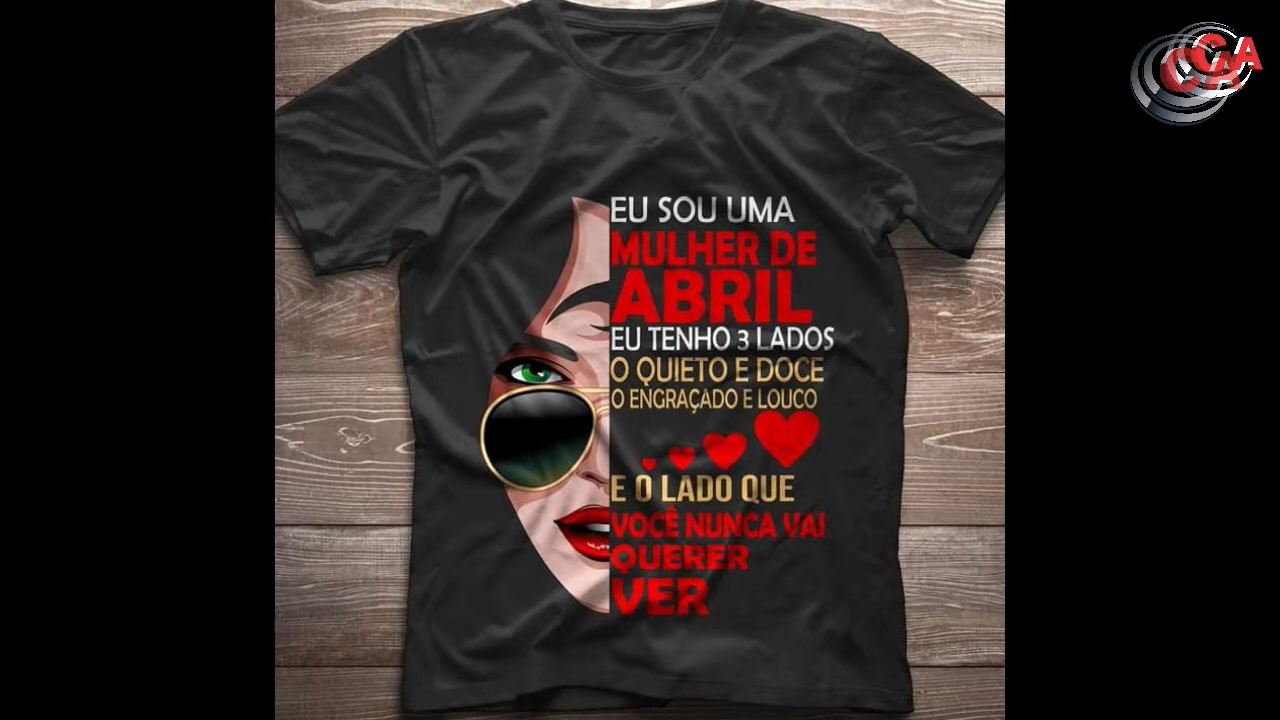 CCA
EU SOU UMA
MULHER DE
ABRIL
EU TENHO 3 LADOS
O QUIETO E DOCE
O ENGRAÇADO E LOUCO
E O LADO QUE
VOCÊ NUNCA VAI
QUERER
VER